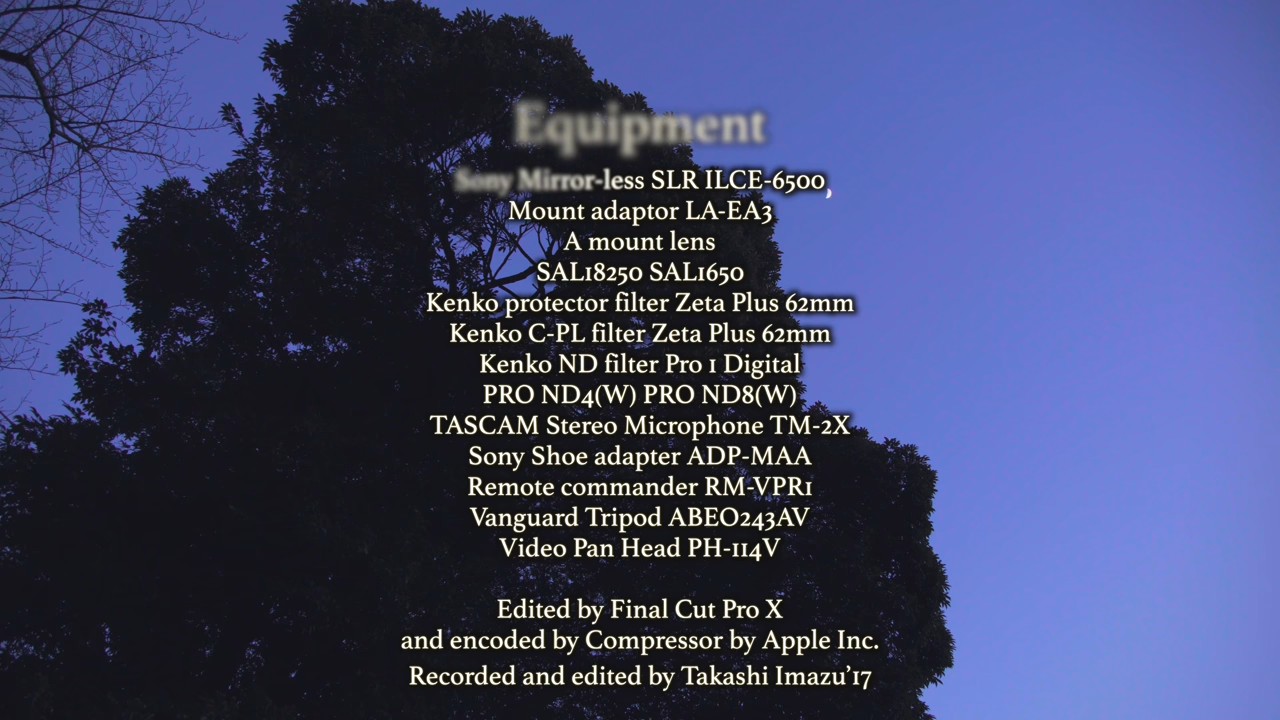 Equipment
Sony Mirror-less SLR ILCE-6500
Mount adaptor LA-EA3
A mount lens
SAL18250 SAL1650
Kenko protector filter Zeta Plus 62mm
Kenko C-PL filter Zeta Plus 62mm
Kenko ND filter Pro 1 Digital
PRO ND4(W) PRO ND8(W)
TASCAM Stereo Microphone TM-2X
Sony Shoe adapter ADP-MAA
Remote commander RM-VPR1
Vanguard Tripod ABEO243AV
Video Pan Head PH-114V
Edited by Final Cut Pro X
and encoded by Compressor by Apple Inc.
Recorded and edited by Takashi Imazu'17